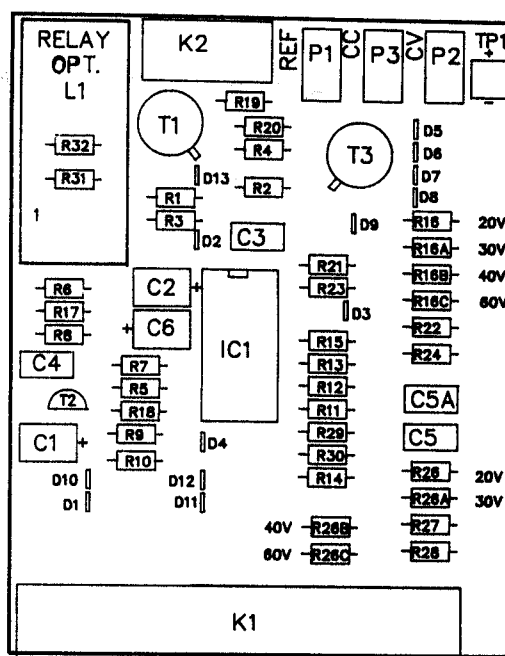 RELAY
OPT.
L1
K2
REF
P1
CC
P3
CV
P2
TP1
+
-
R19
R20
R4
T1
T3
D5
D6
D7
D8
R32
R31
1
D13
R1
R3
D2
R2
C3
D9
R16 20V
R16A 30V
R16B 40V
R16C 60V
R22
R24
R21
R23
D3
R6
R17
R8
C2 +
+ C6
IC1
C4
R7
R5
R18
R9
R10
T2
C1 +
D10
D1
D4
D12
D11
R15
R13
R12
R11
R29
R30
R14
C5A
C5
R26 20V
R26A 30V
R27
R28
40V R26B
60V R26C
K1